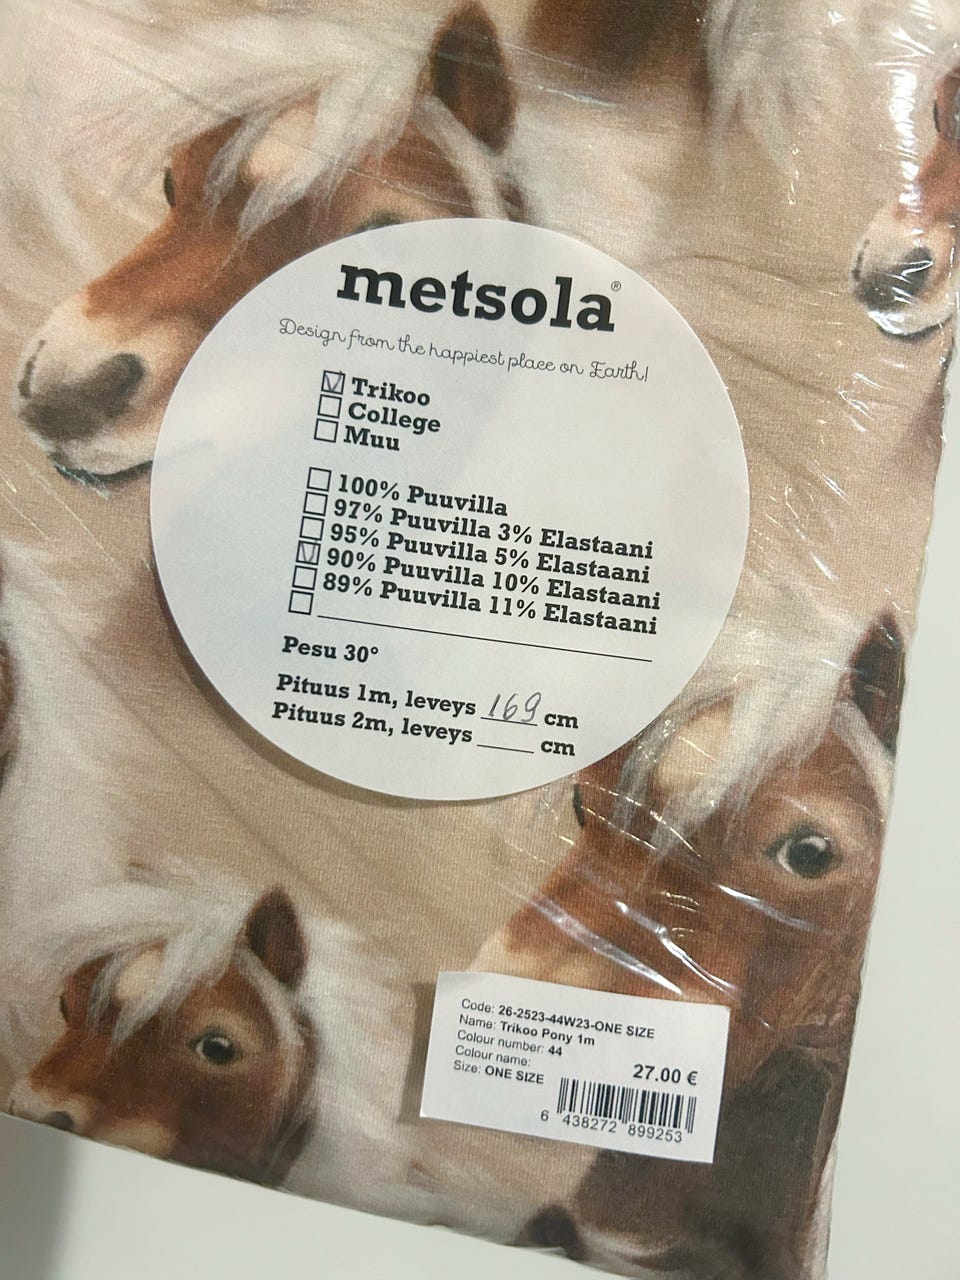 metsola®
Design from the happiest place on Earth!
Trikoo
College
Muu
100% Puuvilla
97% Puuvilla 3% Elastaani
95% Puuvilla 5% Elastaani
90% Puuvilla 10% Elastaani
89% Puuvilla 11% Elastaani
Pesu 30°
Pituus 1m, leveys 169 cm
Pituus 2m, leveys ____ cm
Code: 26-2523-44W23-ONE SIZE
Name: Trikoo Pony 1m
Colour number: 44
Colour name:
Size: ONE SIZE
27.00 €
6 438272 899253